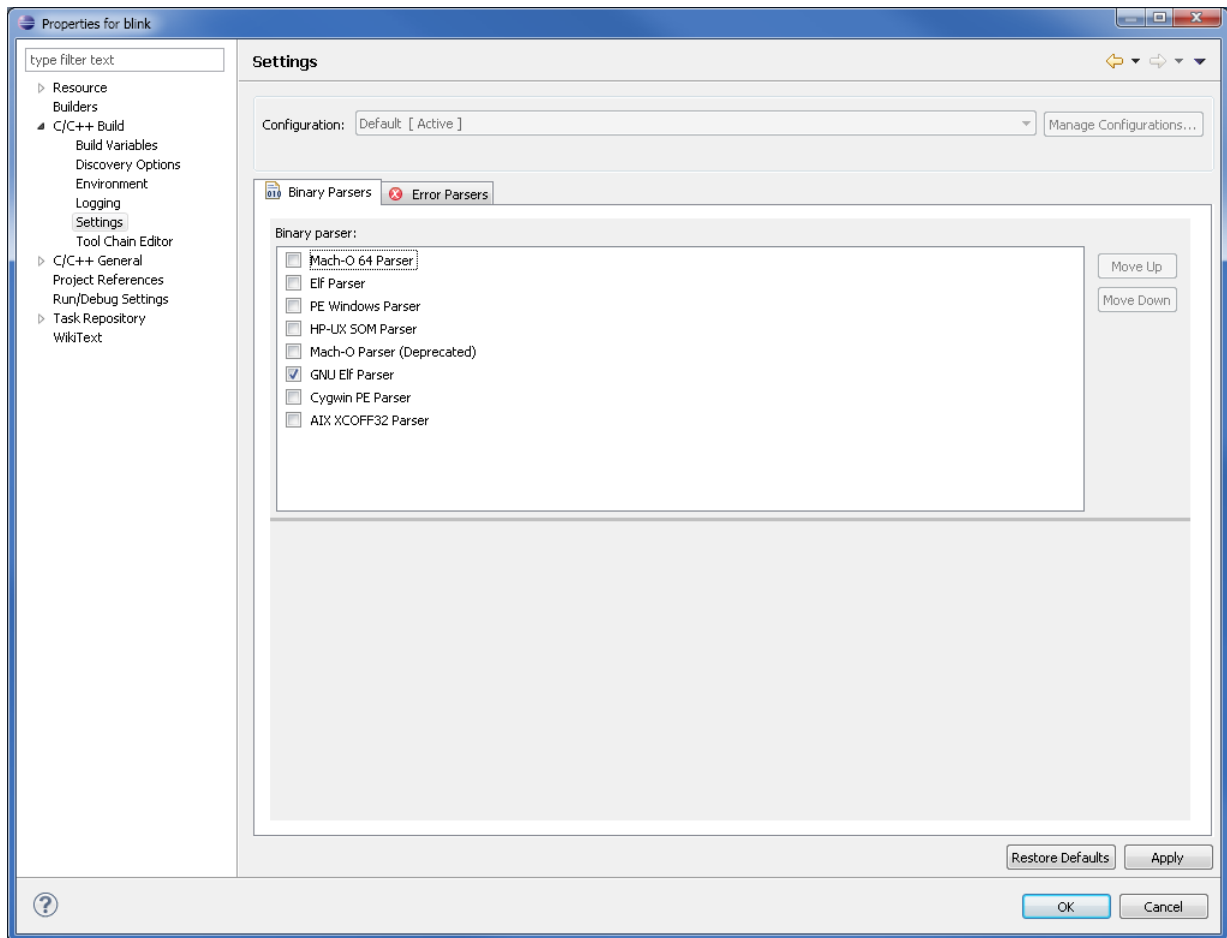 Properties for blink
type filter text
Resource
Builders
C/C++ Build
Build Variables
Discovery Options
Environment
Logging
Settings
Tool Chain Editor
C/C++ General
Project References
Run/Debug Settings
Task Repository
WikiText
Settings
Configuration: Default [ Active ] Manage Configurations...
Binary Parsers Error Parsers
Binary parser:
Mach-O 64 Parser
Elf Parser
PE Windows Parser
HP-UX SOM Parser
Mach-O Parser (Deprecated)
GNU Elf Parser
Cygwin PE Parser
AIX XCOFF32 Parser
Move Up
Move Down
Restore Defaults Apply
OK Cancel